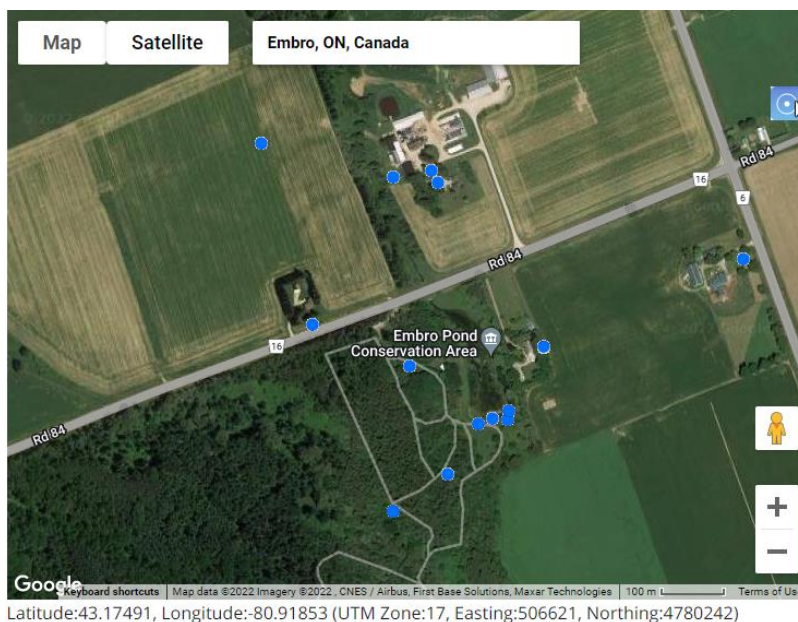 Map Satellite Embro, ON, Canada
Rd 84
16
6
Rd 84
Embro Pond
Conservation Area
16
Rd 84
Google
Keyboard shortcuts Map data ©2022 Imagery ©2022 , CNES / Airbus, First Base Solutions, Maxar Technologies 100 m Terms of Us
Latitude:43.17491, Longitude:-80.91853 (UTM Zone:17, Easting:506621, Northing:4780242)